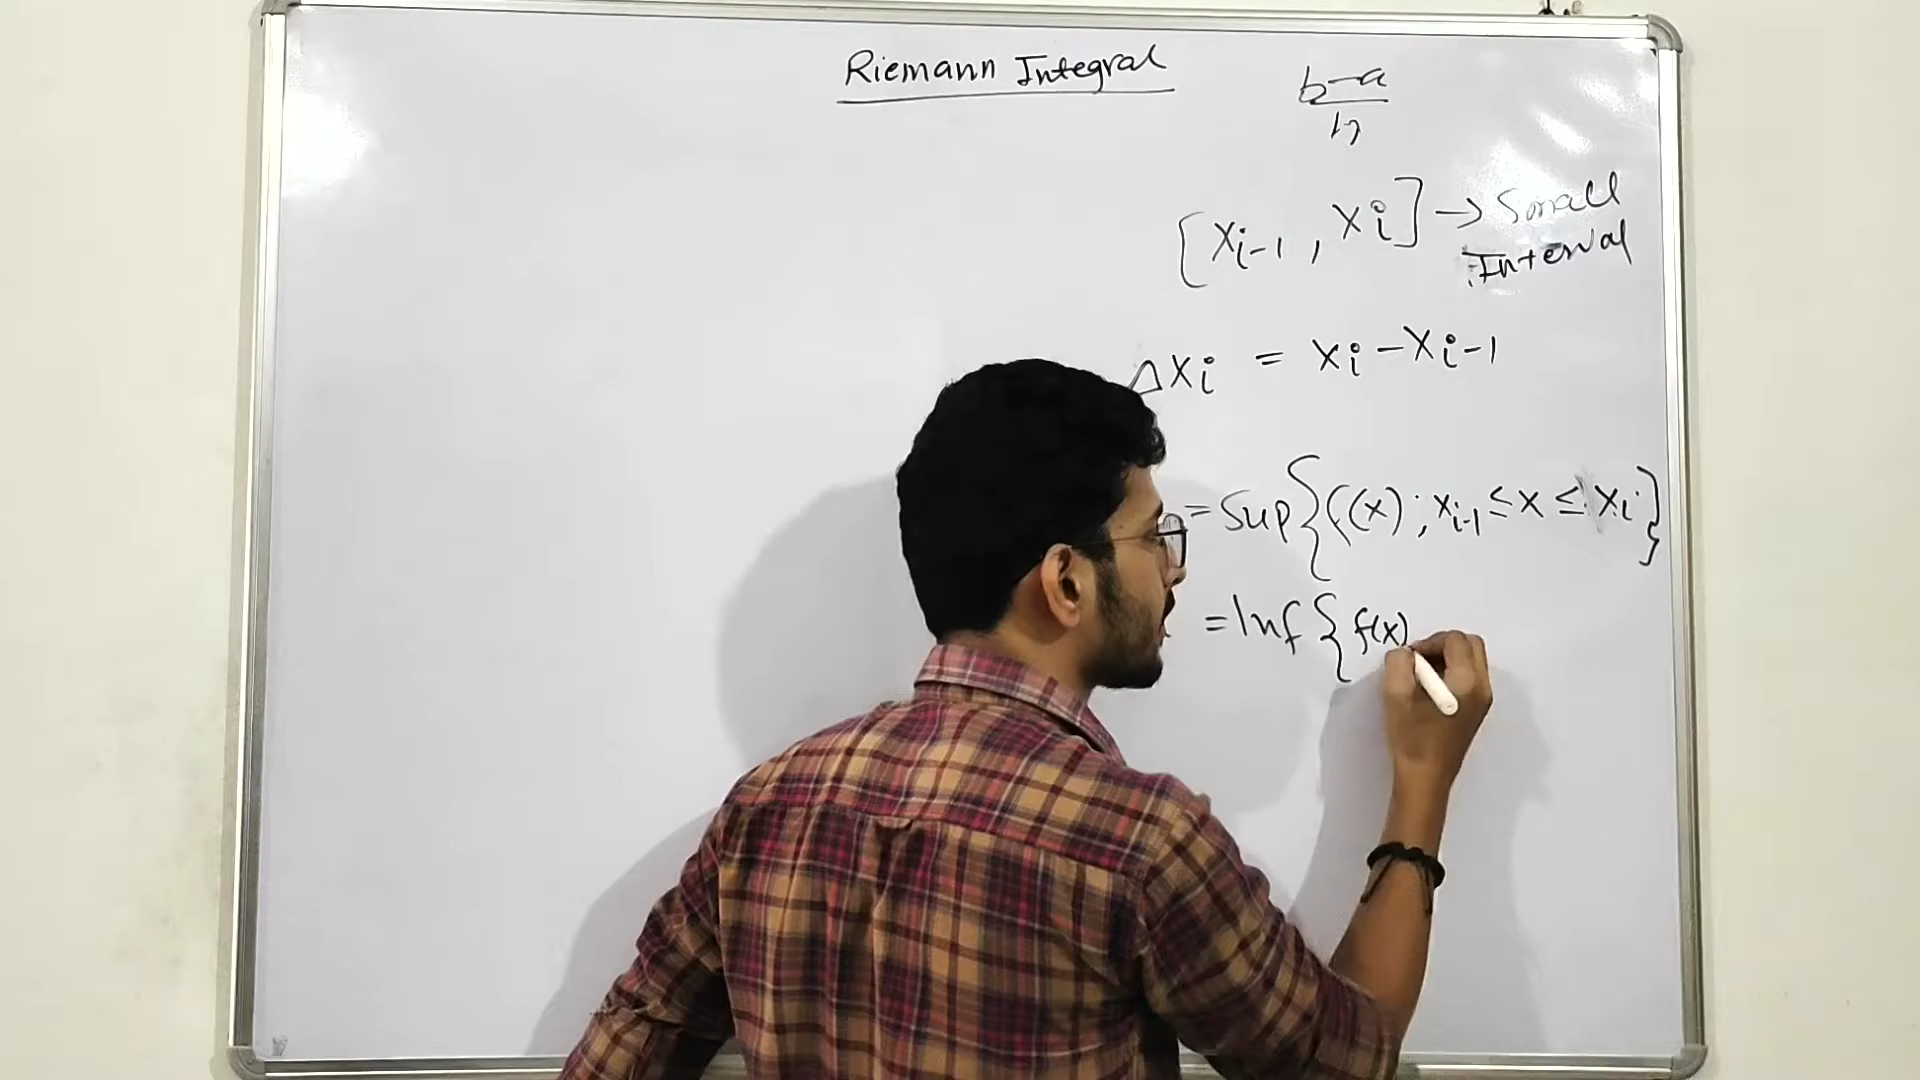 Riemann Integral
b-a
n
[xi-1, xi] → Small
Interval
Δxi = xi - xi-1
= Sup{f(x); xi-1 ≤ x ≤ xi}
= Inf{f(x)